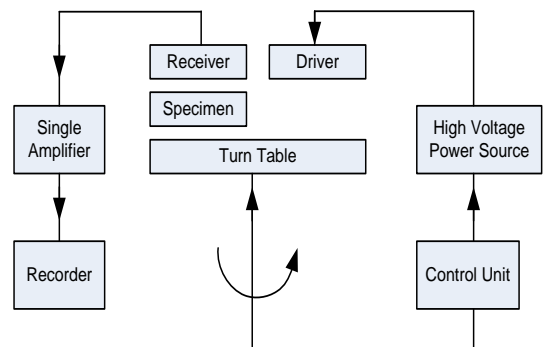 Receiver
Driver
Specimen
Single
Amplifier
Turn Table
High Voltage
Power Source
Recorder
Control Unit